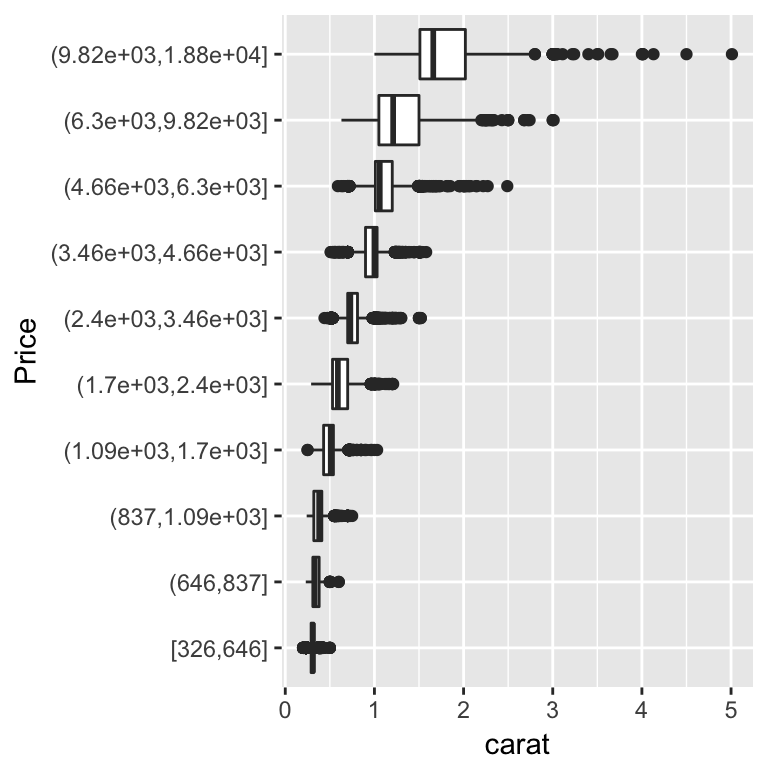 (9.82e+03,1.88e+04]
(6.3e+03,9.82e+03]
(4.66e+03,6.3e+03]
(3.46e+03,4.66e+03]
(2.4e+03,3.46e+03]
(1.7e+03,2.4e+03]
(1.09e+03,1.7e+03]
(837,1.09e+03]
(646,837]
[326,646]
Price
0 1 2 3 4 5
carat